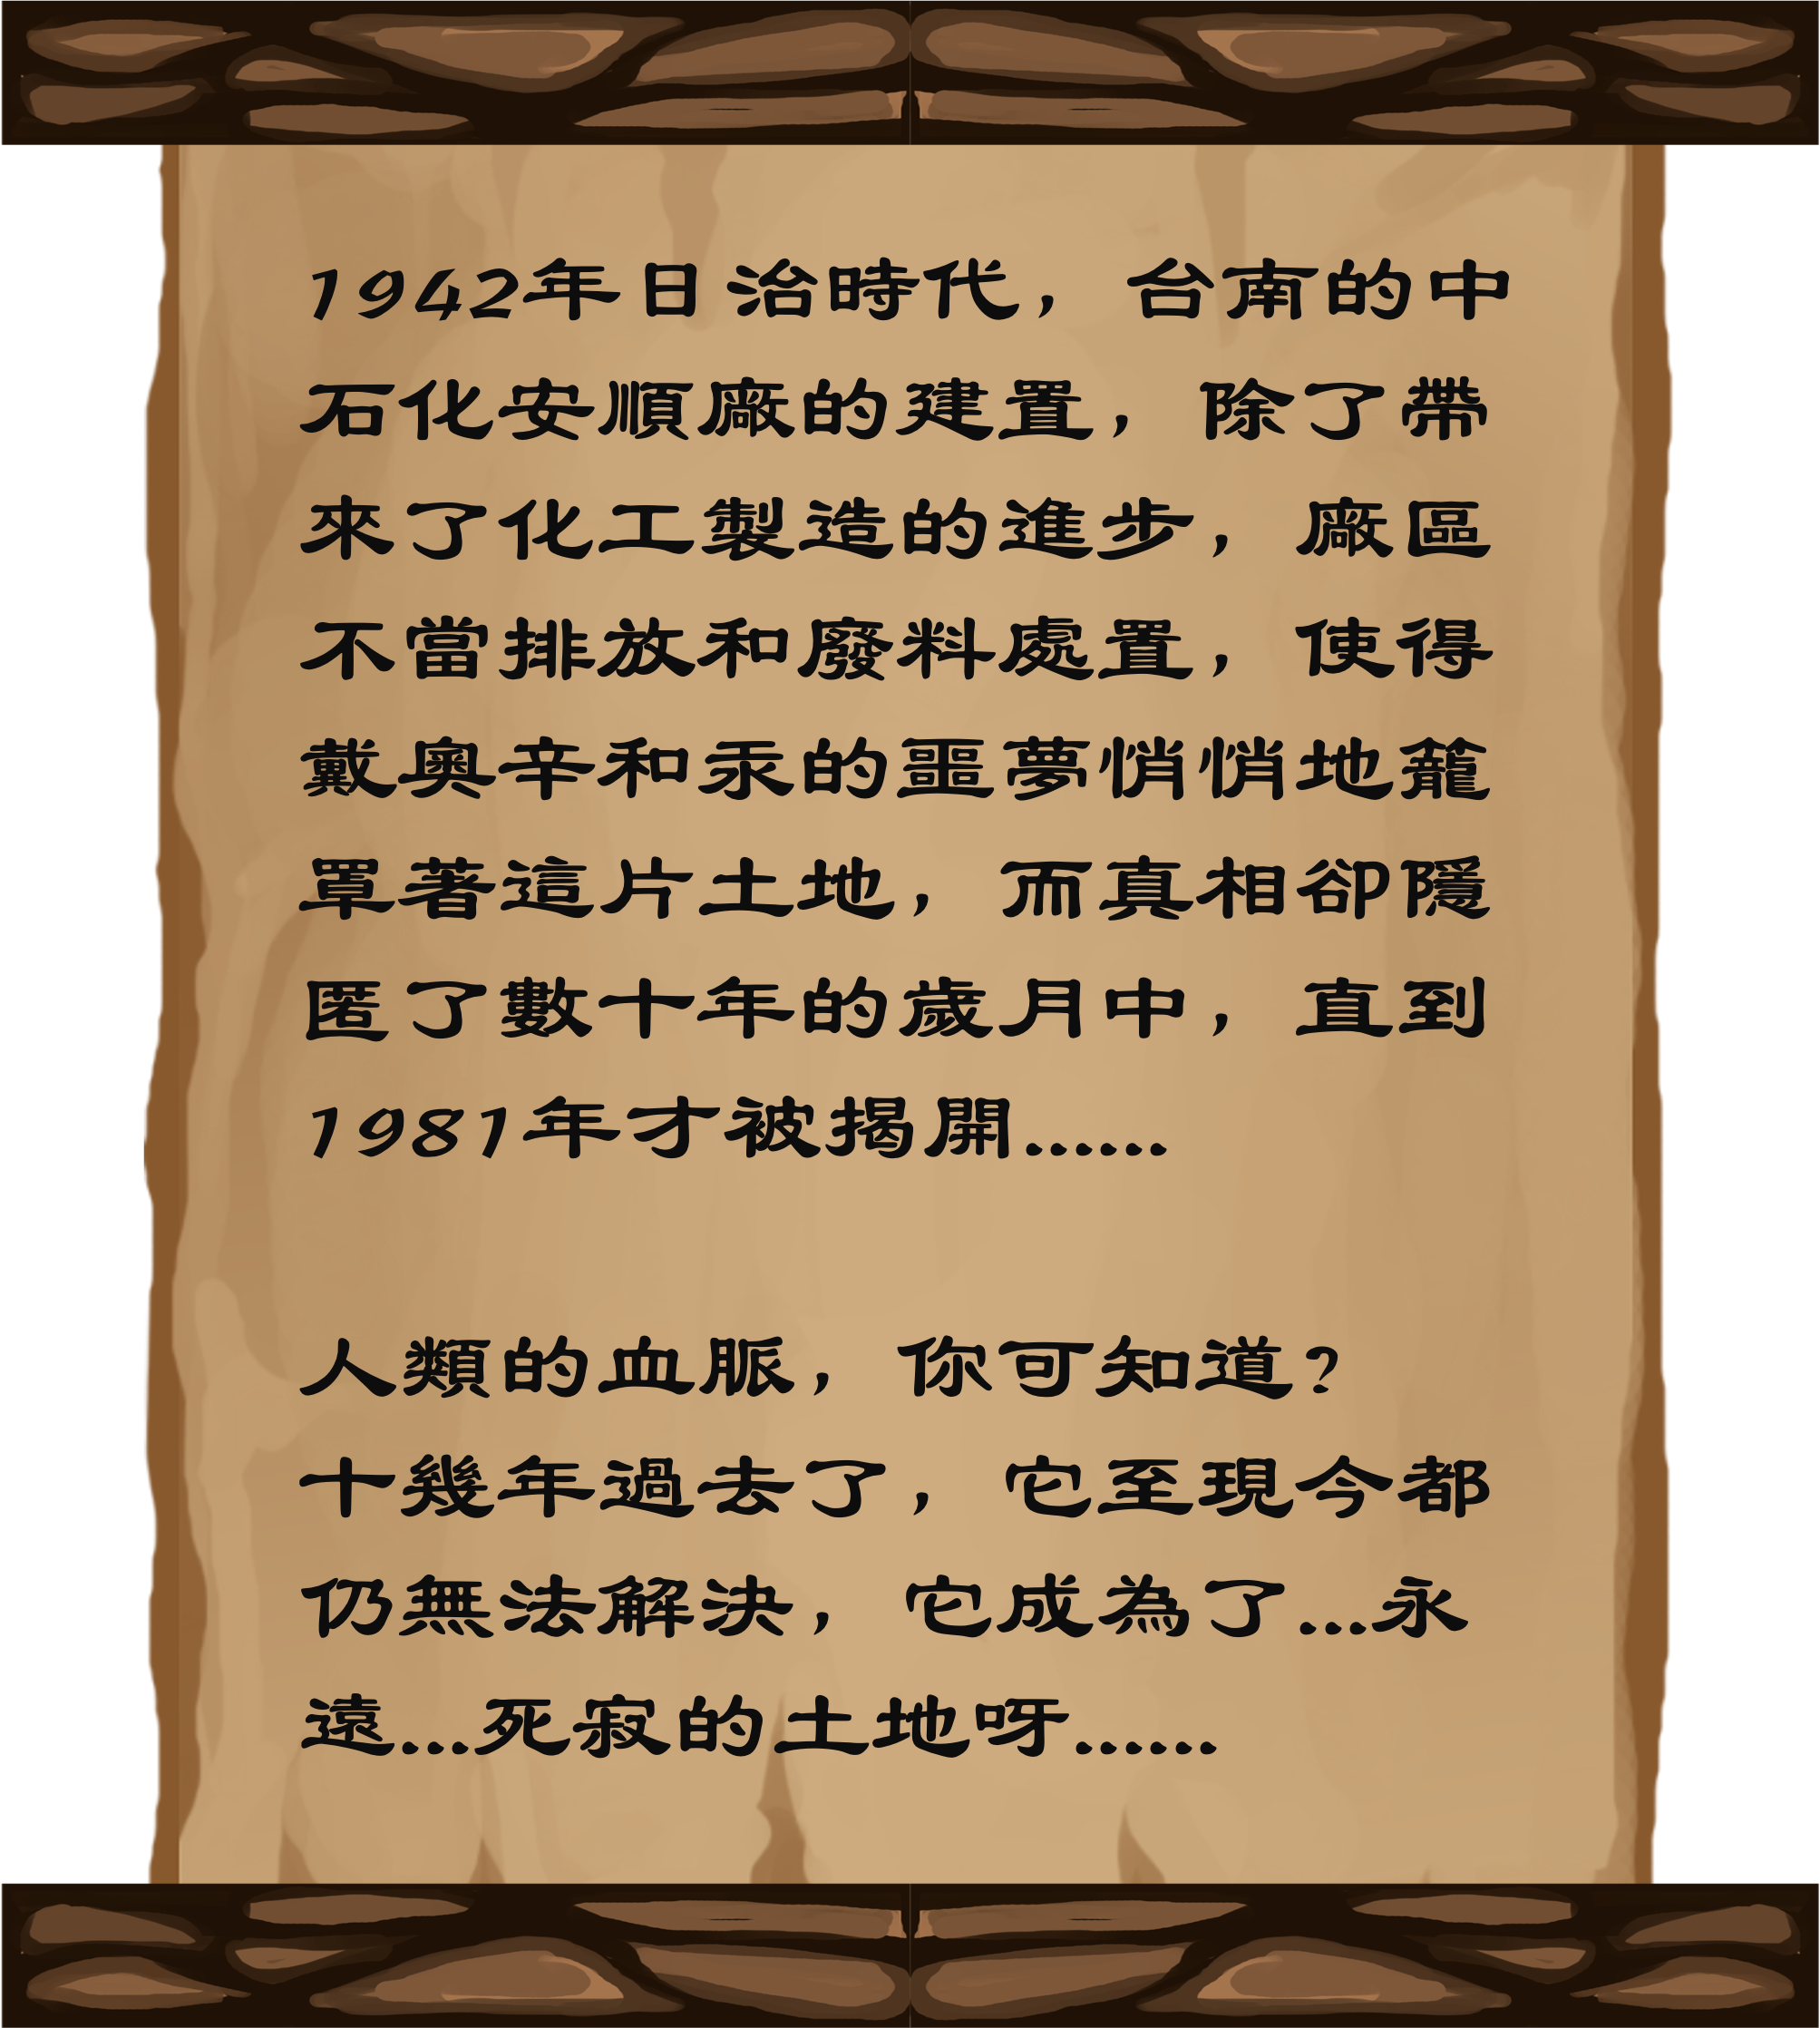 1942年日治時代，台南的中
石化安順廠的建置，除了帶
來了化工製造的進步，廠區
不當排放和廢料處置，使得
戴奧辛和汞的噩夢悄悄地籠
罩著這片土地，而真相卻隱
匿了數十年的歲月中，直到
1981年才被揭開......
人類的血脈，你可知道?
十幾年過去了，它至現今都
仍無法解決，它成為了...永
遠...死寂的土地呀......